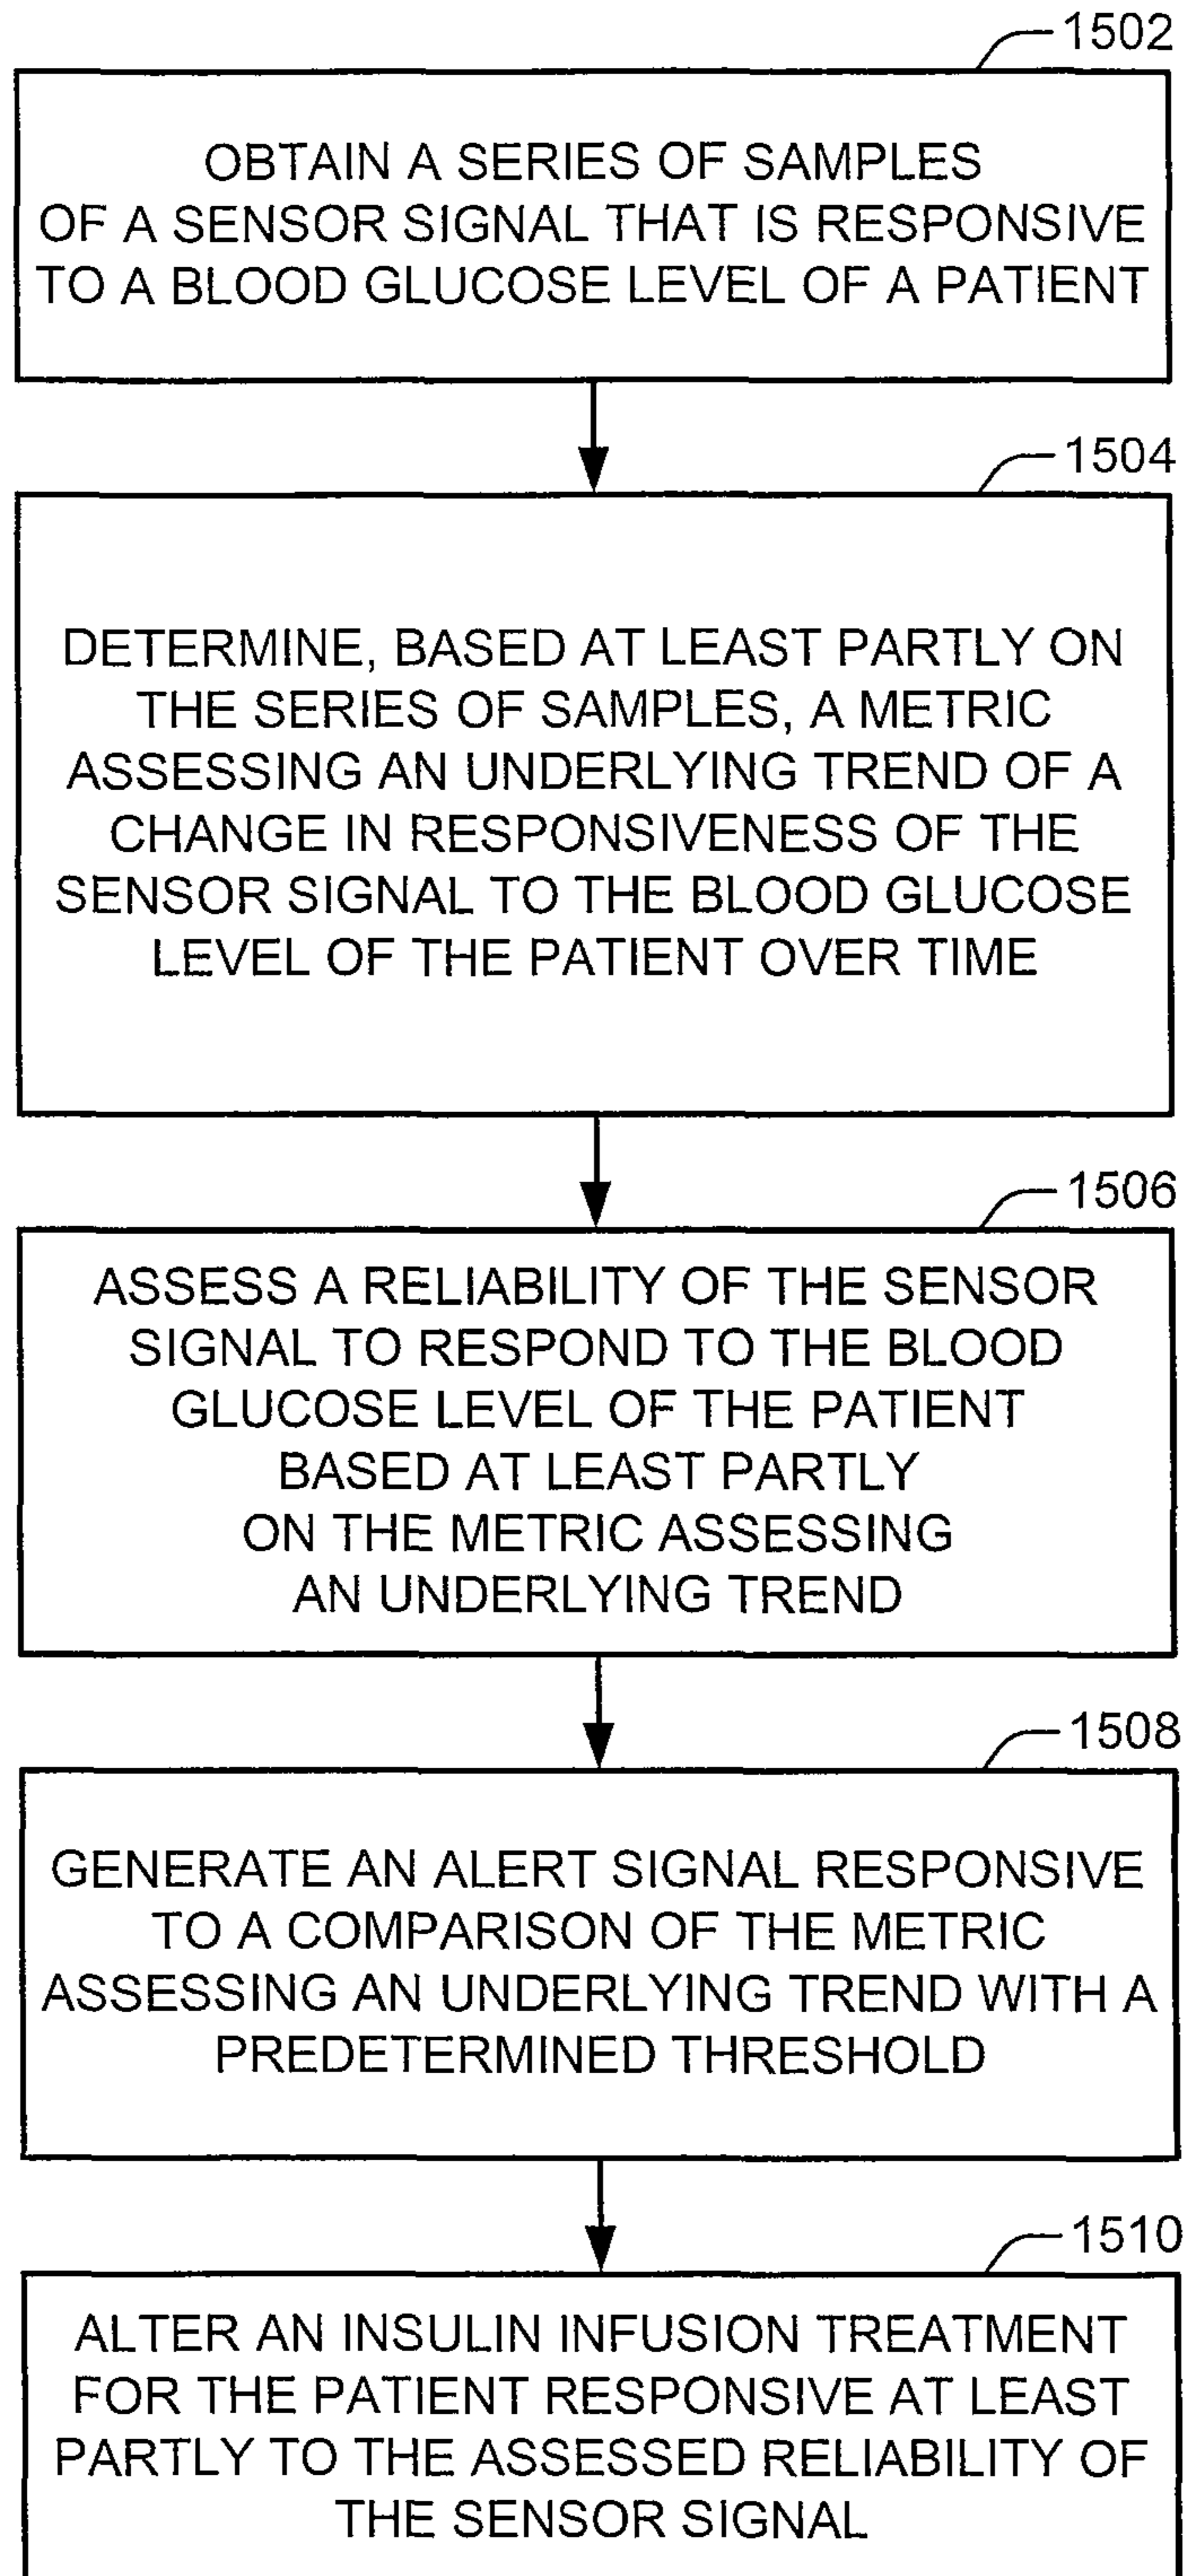 1502
OBTAIN A SERIES OF SAMPLES
OF A SENSOR SIGNAL THAT IS RESPONSIVE
TO A BLOOD GLUCOSE LEVEL OF A PATIENT
1504
DETERMINE, BASED AT LEAST PARTLY ON
THE SERIES OF SAMPLES, A METRIC
ASSESSING AN UNDERLYING TREND OF A
CHANGE IN RESPONSIVENESS OF THE
SENSOR SIGNAL TO THE BLOOD GLUCOSE
LEVEL OF THE PATIENT OVER TIME
1506
ASSESS A RELIABILITY OF THE SENSOR
SIGNAL TO RESPOND TO THE BLOOD
GLUCOSE LEVEL OF THE PATIENT
BASED AT LEAST PARTLY
ON THE METRIC ASSESSING
AN UNDERLYING TREND
1508
GENERATE AN ALERT SIGNAL RESPONSIVE
TO A COMPARISON OF THE METRIC
ASSESSING AN UNDERLYING TREND WITH A
PREDETERMINED THRESHOLD
1510
ALTER AN INSULIN INFUSION TREATMENT
FOR THE PATIENT RESPONSIVE AT LEAST
PARTLY TO THE ASSESSED RELIABILITY OF
THE SENSOR SIGNAL